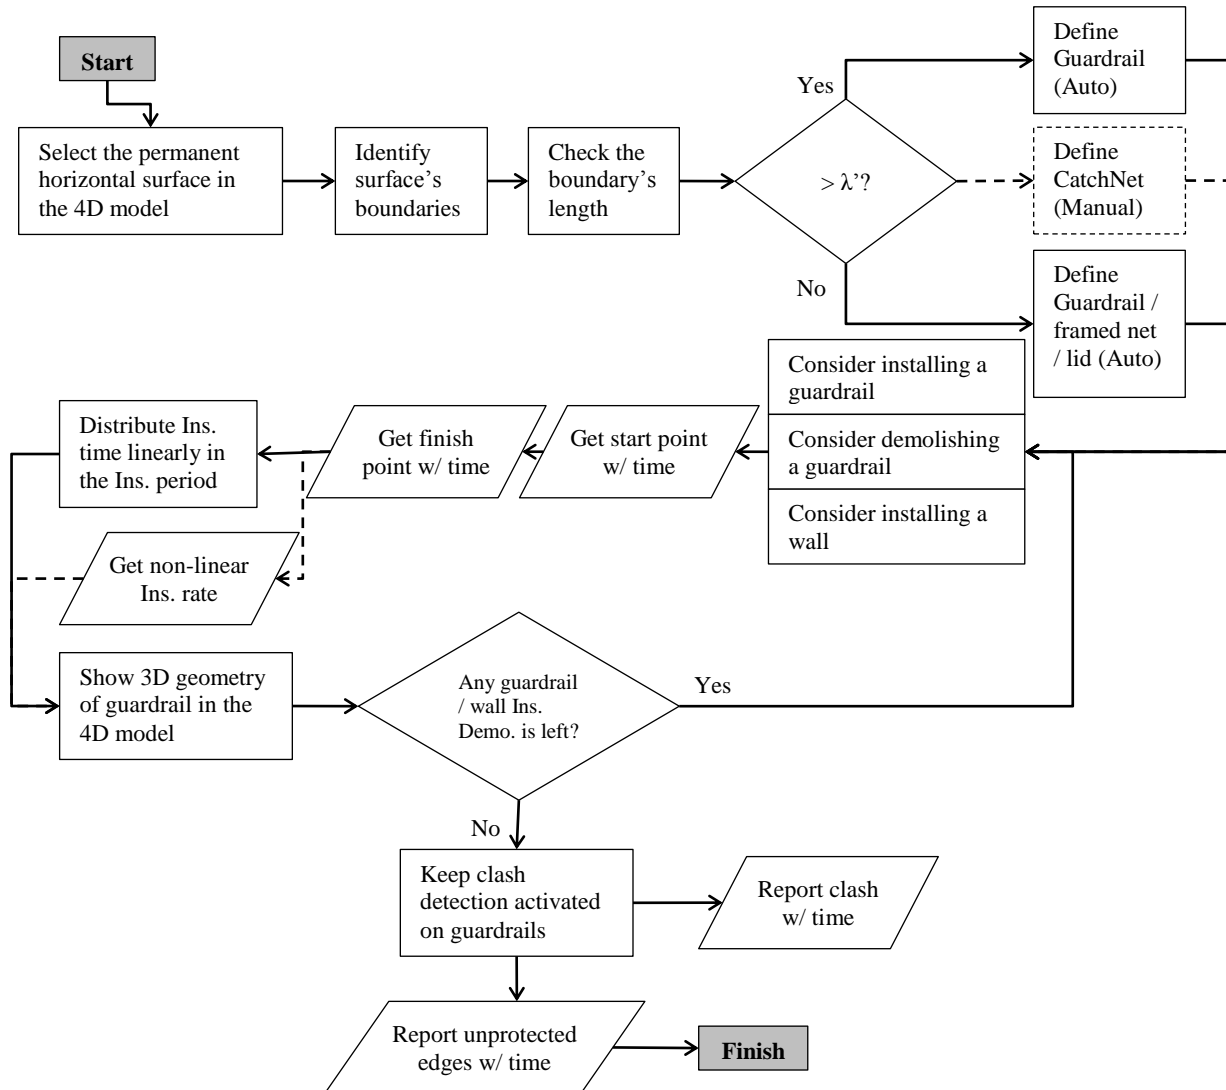 Start
Select the permanent
horizontal surface in
the 4D model
Identify
surface's
boundaries
Check the
boundary's
length
> λ'?
Yes
No
Define
Guardrail
(Auto)
Define
CatchNet
(Manual)
Define
Guardrail /
framed net
/ lid (Auto)
Consider installing a
guardrail
Consider demolishing
a guardrail
Consider installing a
wall
Get start point
w/ time
Get finish
point w/ time
Distribute Ins.
time linearly in
the Ins. period
Get non-linear
Ins. rate
Show 3D geometry
of guardrail in the
4D model
Any guardrail
/ wall Ins.
Demo. is left?
Yes
No
Keep clash
detection activated
on guardrails
Report clash
w/ time
Report unprotected
edges w/ time
Finish